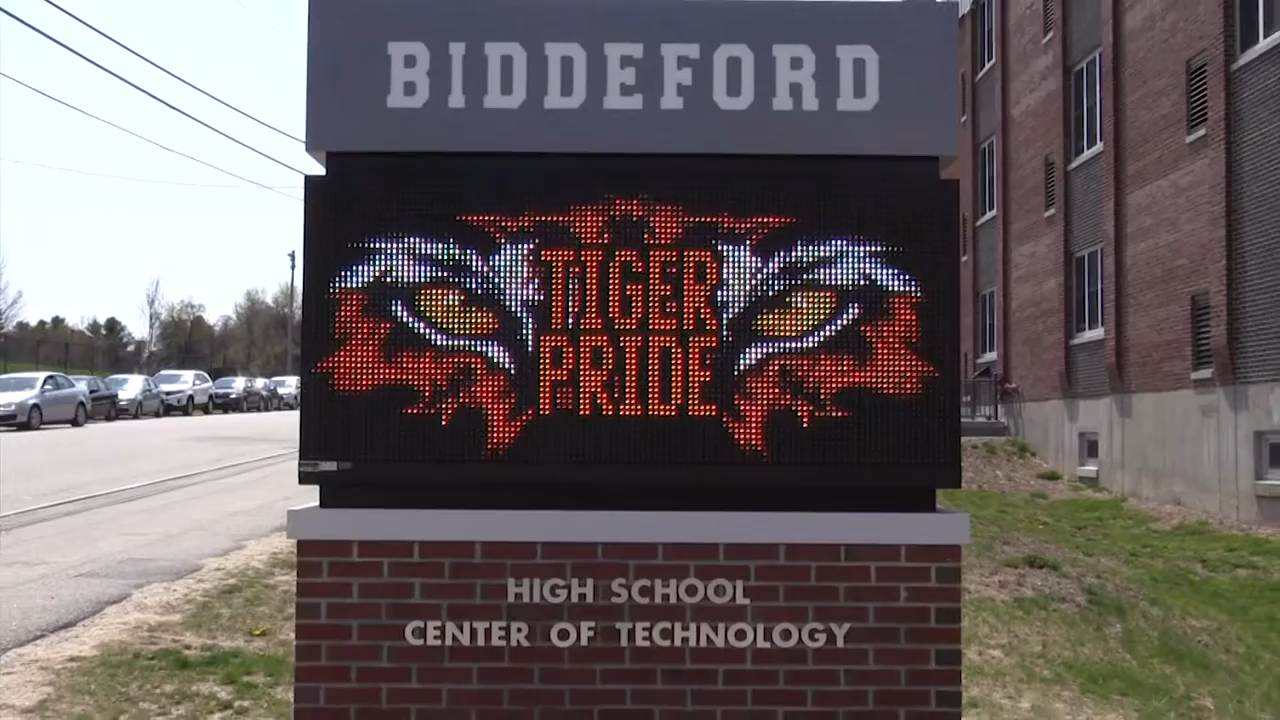 BIDDEFORD
TIGER
PRIDE
HIGH SCHOOL
CENTER OF TECHNOLOGY